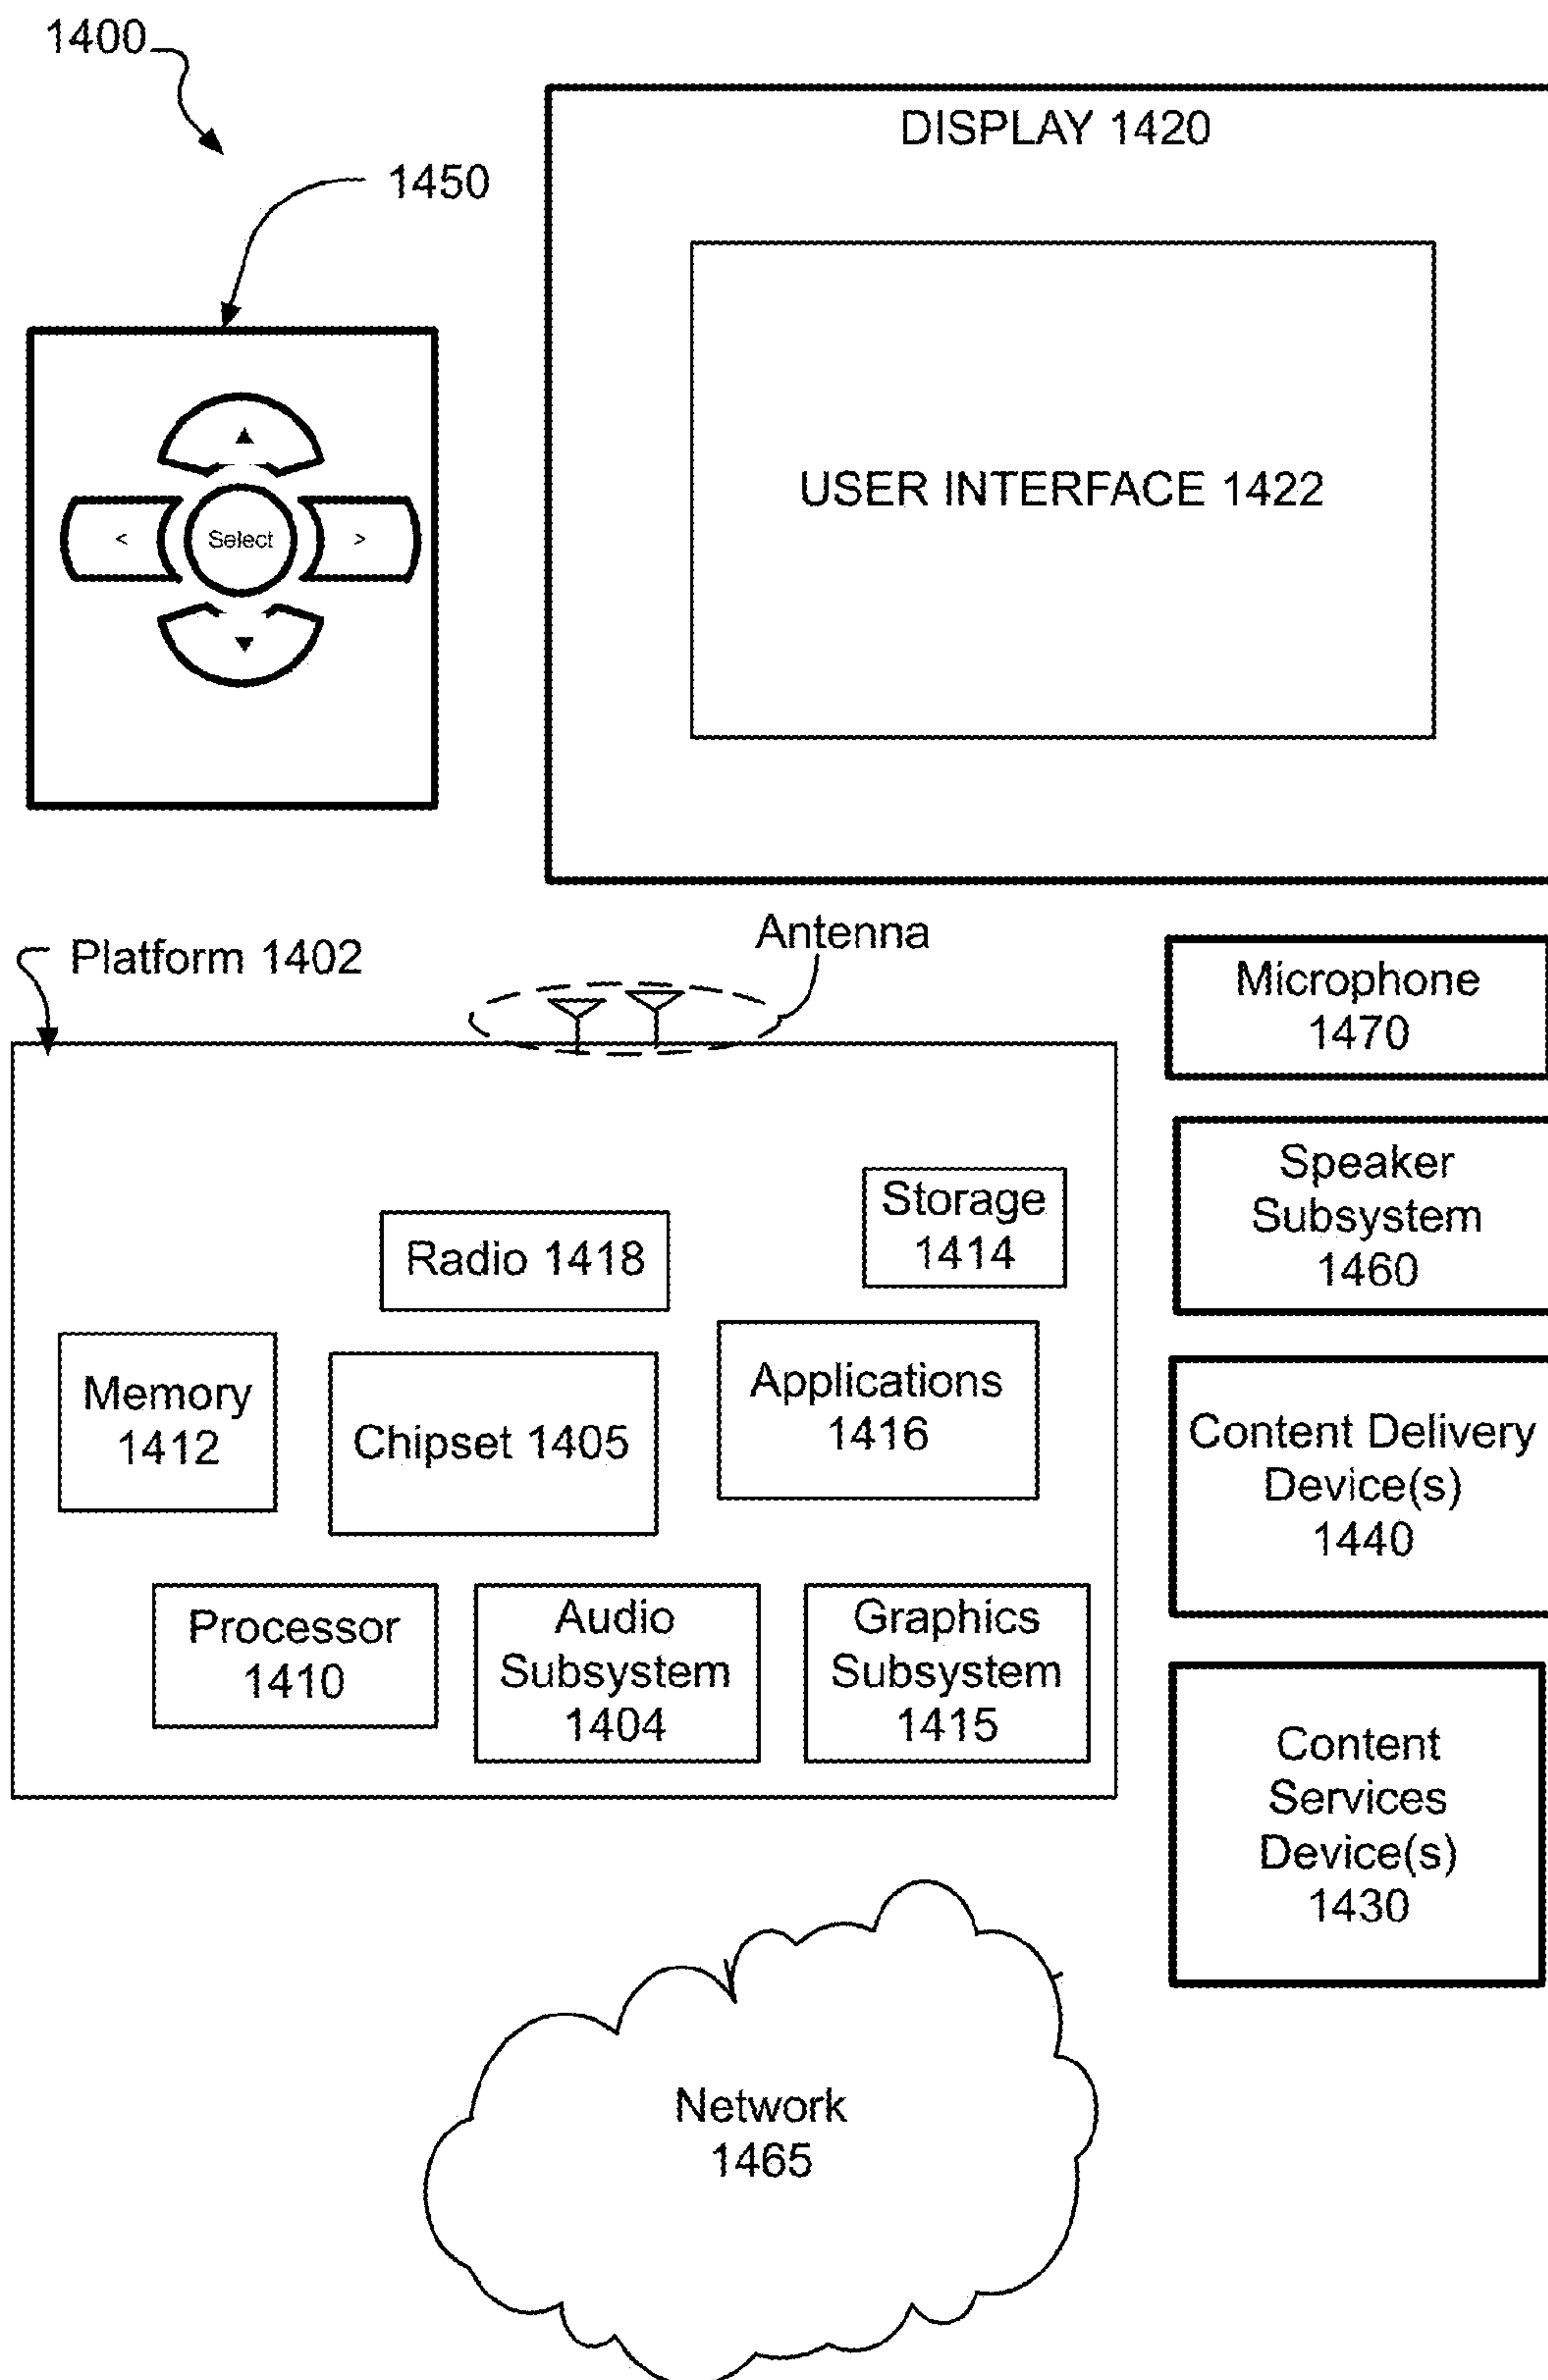 1400
1450
DISPLAY 1420
USER INTERFACE 1422
<
Select
>
Platform 1402
Antenna
Microphone
1470
Speaker
Subsystem
1460
Storage
1414
Radio 1418
Memory
1412
Chipset 1405
Applications
1416
Content Delivery
Device(s)
1440
Processor
1410
Audio
Subsystem
1404
Graphics
Subsystem
1415
Content
Services
Device(s)
1430
Network
1465